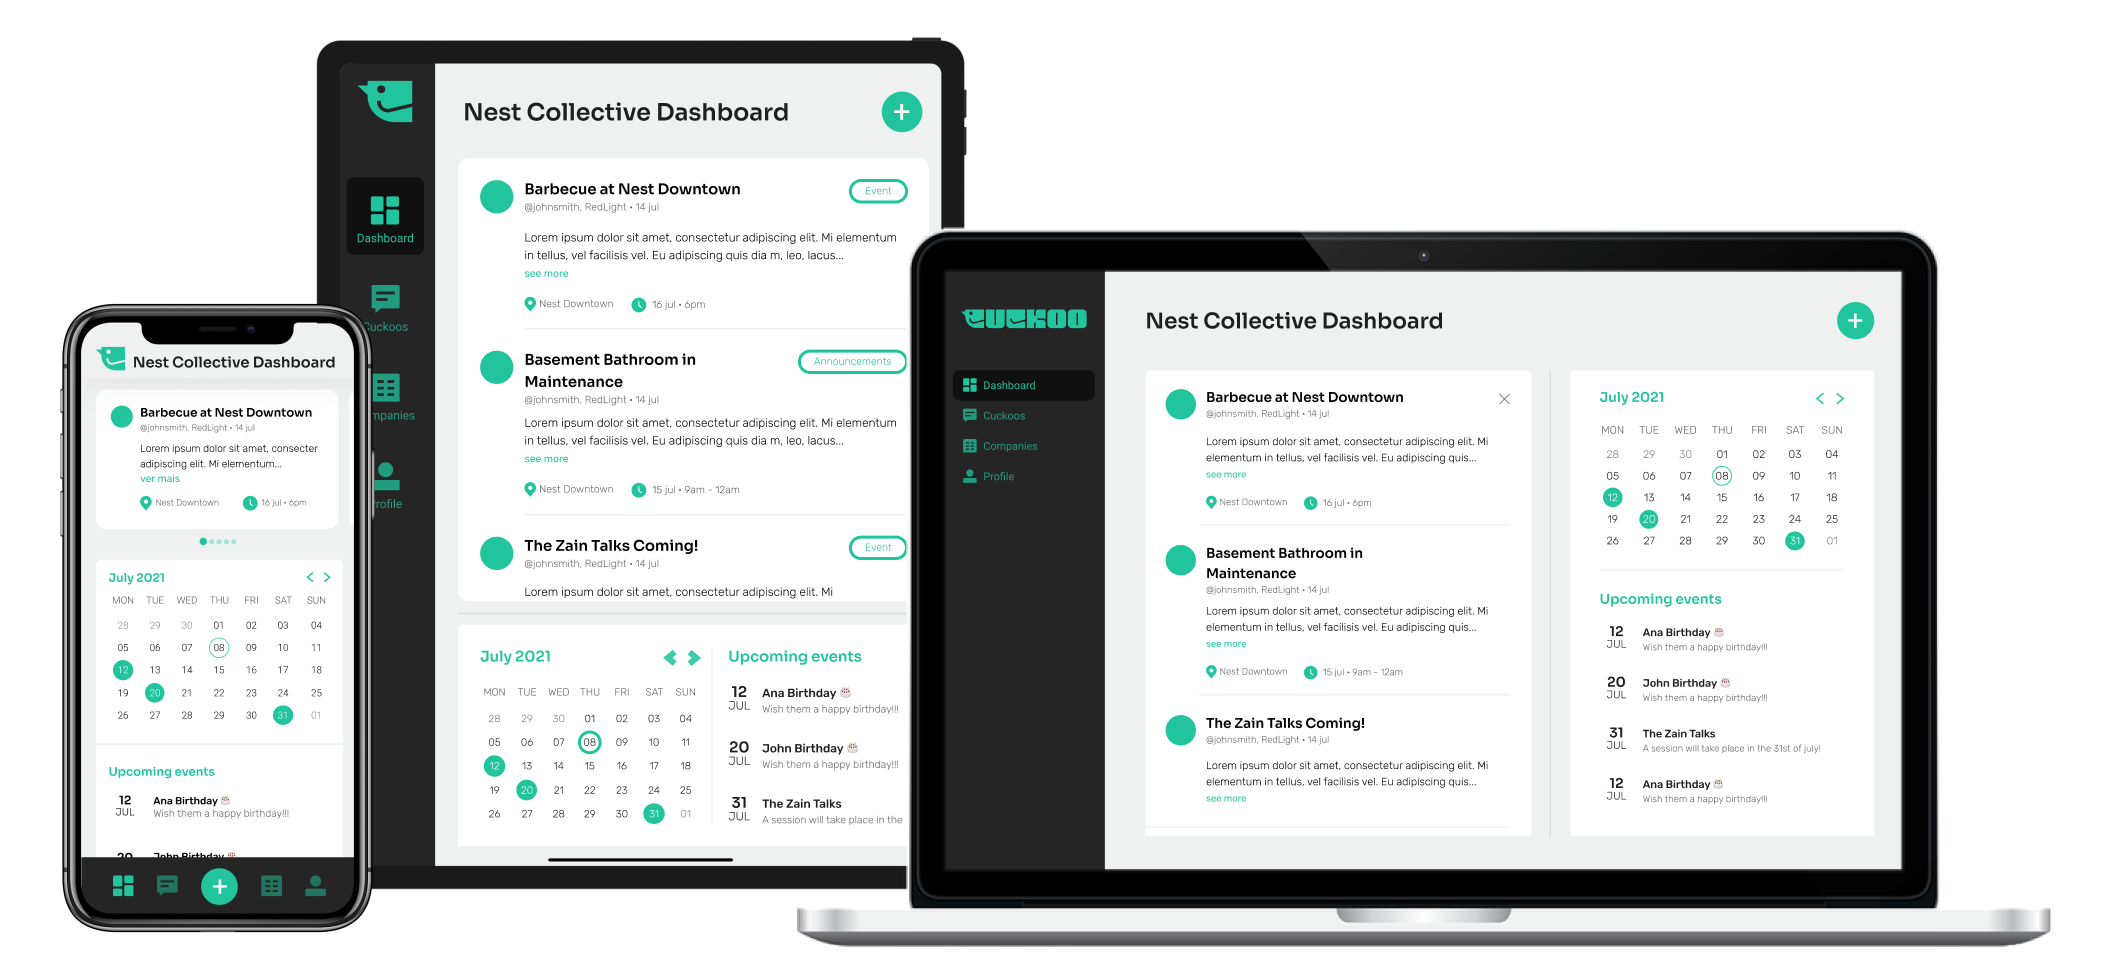 Nest Collective Dashboard
Barbecue at Nest Downtown
@johnsmith, RedLight • 14 jul
Lorem ipsum dolor sit amet, consecter
adipiscing elit. Mi elementum...
ver mais
Nest Downtown
16 jul • 6pm
July 2021
MON TUE WED THU FRI SAT SUN
28 29 30 01 02 03 04
05 06 07 08 09 10 11
12 13 14 15 16 17 18
19 20 21 22 23 24 25
26 27 28 29 30 31 01
Upcoming events
12 Ana Birthday 🎂
JUL Wish them a happy birthday!!!
20 John Birthday 🎂
Dashboard
Cuckoos
mpanies
rofile
Nest Collective Dashboard
+
Barbecue at Nest Downtown
Event
@johnsmith, RedLight • 14 jul
Lorem ipsum dolor sit amet, consectetur adipiscing elit. Mi elementum
in tellus, vel facilisis vel. Eu adipiscing quis dia m, leo, lacus...
see more
Nest Downtown
16 jul • 6pm
Basement Bathroom in
Maintenance
Announcements
@johnsmith, RedLight • 14 jul
Lorem ipsum dolor sit amet, consectetur adipiscing elit. Mi elementum
in tellus, vel facilisis vel. Eu adipiscing quis dia m, leo, lacus...
see more
Nest Downtown
15 jul • 9am - 12am
The Zain Talks Coming!
Event
@johnsmith, RedLight • 14 jul
Lorem ipsum dolor sit amet, consectetur adipiscing elit. Mi
July 2021
MON TUE WED THU FRI SAT SUN
28 29 30 01 02 03 04
05 06 07 08 09 10 11
12 13 14 15 16 17 18
19 20 21 22 23 24 25
26 27 28 29 30 31 01
Upcoming events
12 Ana Birthday 🎂
JUL Wish them a happy birthday!!!
20 John Birthday 🎂
JUL Wish them a happy birthday!!!
31 The Zain Talks
JUL A session will take place in the
CUCKOO
Dashboard
Cuckoos
Companies
Profile
Nest Collective Dashboard
+
Barbecue at Nest Downtown
@johnsmith, RedLight • 14 jul
Lorem ipsum dolor sit amet, consectetur adipiscing elit. Mi
elementum in tellus, vel facilisis vel. Eu adipiscing quis...
see more
Nest Downtown
16 jul • 6pm
Basement Bathroom in
Maintenance
@johnsmith, RedLight • 14 jul
Lorem ipsum dolor sit amet, consectetur adipiscing elit. Mi
elementum in tellus, vel facilisis vel. Eu adipiscing quis...
see more
Nest Downtown
15 jul • 9am - 12am
The Zain Talks Coming!
@johnsmith, RedLight • 14 jul
Lorem ipsum dolor sit amet, consectetur adipiscing elit. Mi
elementum in tellus, vel facilisis vel. Eu adipiscing quis...
see more
July 2021
MON TUE WED THU FRI SAT SUN
28 29 30 01 02 03 04
05 06 07 08 09 10 11
12 13 14 15 16 17 18
19 20 21 22 23 24 25
26 27 28 29 30 31 01
Upcoming events
12 Ana Birthday 🎂
JUL Wish them a happy birthday!!!
20 John Birthday 🎂
JUL Wish them a happy birthday!!!
31 The Zain Talks
JUL A session will take place in the 31st of july!
12 Ana Birthday 🎂
JUL Wish them a happy birthday!!!